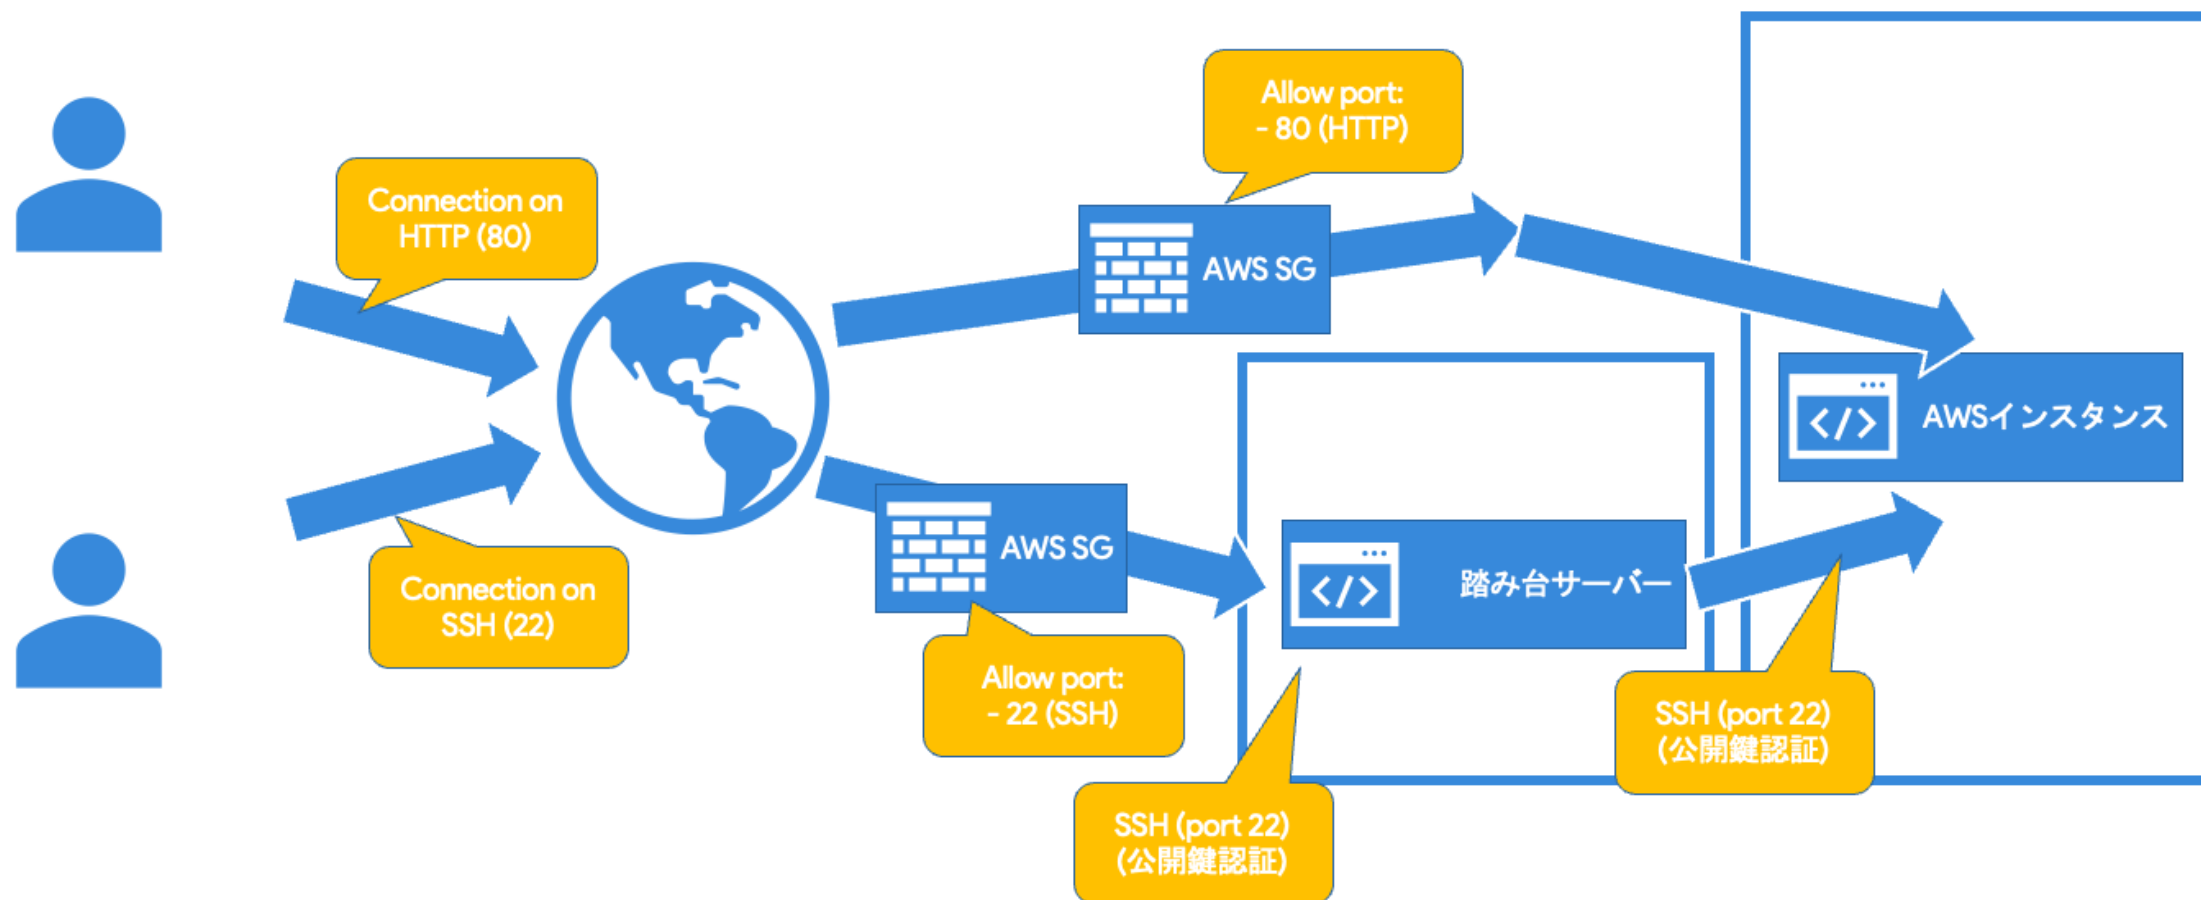 Allow port:
- 80 (HTTP)
Connection on
HTTP (80)
AWS SG
</>
AWSインスタンス
AWS SG
</>
踏み台サーバー
Connection on
SSH (22)
Allow port:
- 22 (SSH)
SSH (port 22)
(公開鍵認証)
SSH (port 22)
(公開鍵認証)